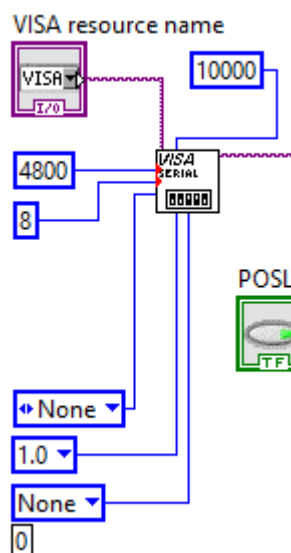 VISA resource name
VISA
I/O
10000
VISA
SERIAL
4800
8
POSL
TF
None
1.0
None
0